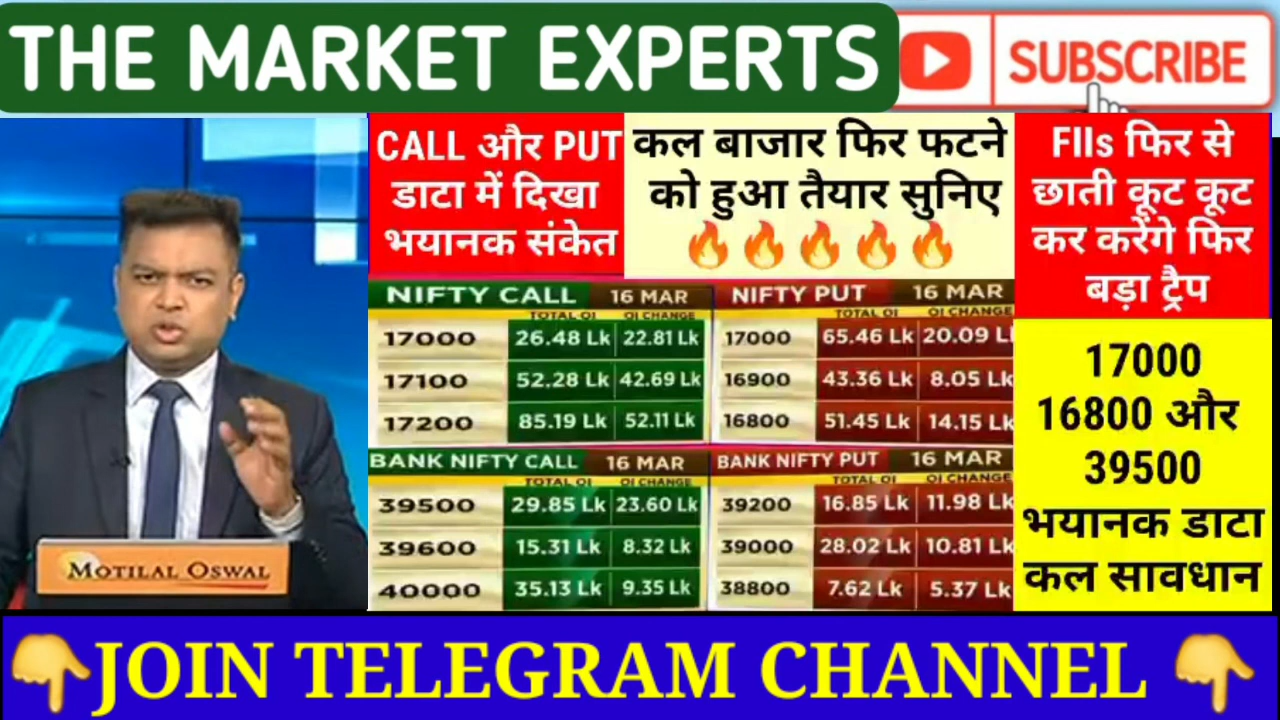 THE MARKET EXPERTS
SUBSCRIBE
CALL और PUT
डाटा में दिखा
भयानक संकेत
कल बाजार फिर फटने
को हुआ तैयार सुनिए
🔥🔥🔥🔥🔥
FIIs फिर से
छाती कूट कूट
कर करेंगे फिर
बड़ा ट्रैप
NIFTY CALL 16 MAR
TOTAL OI OI CHANGE
17000 26.48 Lk 22.81 Lk
17100 52.28 Lk 42.69 Lk
17200 85.19 Lk 52.11 Lk
NIFTY PUT 16 MAR
TOTAL OI OI CHANGE
17000 65.46 Lk 20.09 Lk
16900 43.36 Lk 8.05 Lk
16800 51.45 Lk 14.15 Lk
BANK NIFTY CALL 16 MAR
TOTAL OI OI CHANGE
39500 29.85 Lk 23.60 Lk
39600 15.31 Lk 8.32 Lk
40000 35.13 Lk 9.35 Lk
BANK NIFTY PUT 16 MAR
TOTAL OI OI CHANGE
39200 16.85 Lk 11.98 Lk
39000 28.02 Lk 10.81 Lk
38800 7.62 Lk 5.37 Lk
17000
16800 और
39500
भयानक डाटा
कल सावधान
MOTILAL OSWAL
👇JOIN TELEGRAM CHANNEL 👇